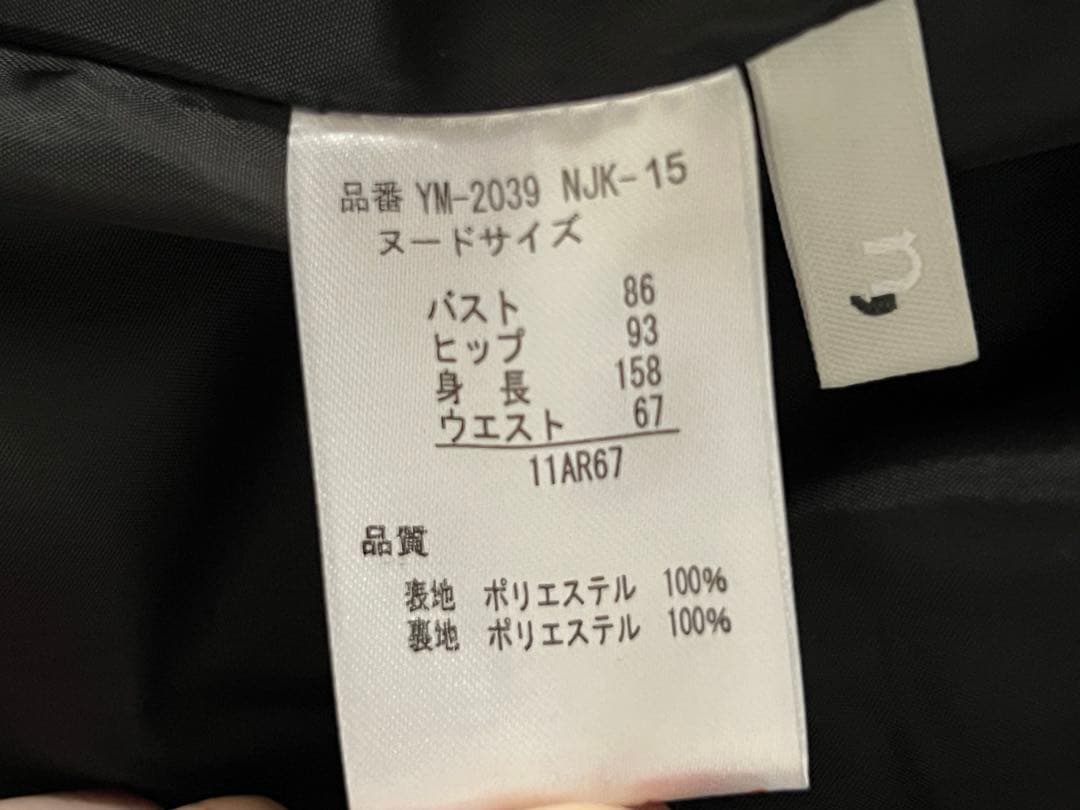 品番 YM-2039 NJK-15
ヌードサイズ
バスト 86
ヒップ 93
身 長 158
ウエスト 67
11AR67
品質
表地 ポリエステル 100%
裏地 ポリエステル 100%